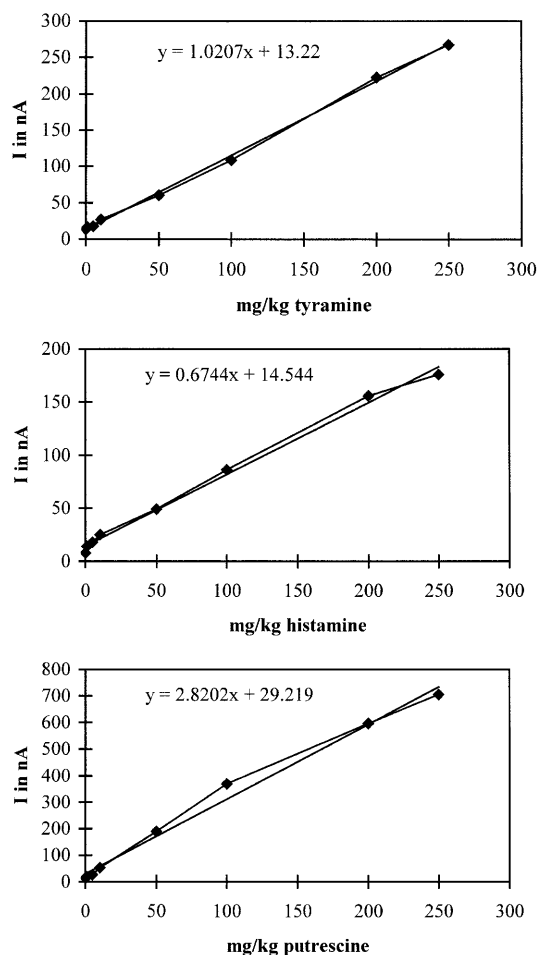 y = 1.0207x + 13.22
I in nA
300
250
200
150
100
50
0
0 50 100 150 200 250 300
mg/kg tyramine
y = 0.6744x + 14.544
I in nA
200
150
100
50
0
0 50 100 150 200 250 300
mg/kg histamine
y = 2.8202x + 29.219
I in nA
800
700
600
500
400
300
200
100
0
0 50 100 150 200 250 300
mg/kg putrescine